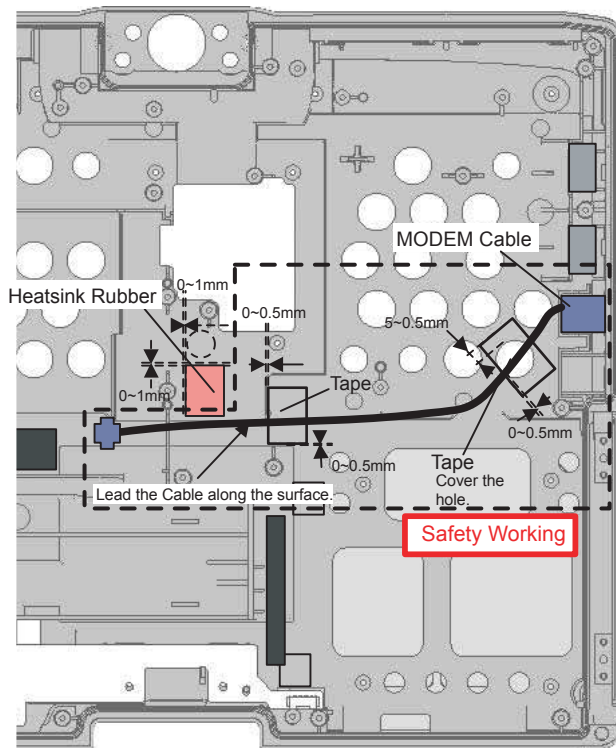 MODEM Cable
0~1mm
Heatsink Rubber
0~0.5mm
5~0.5mm
0~1mm
Tape
0~0.5mm
0~0.5mm
Tape
Cover the
hole.
Lead the Cable along the surface.
Safety Working